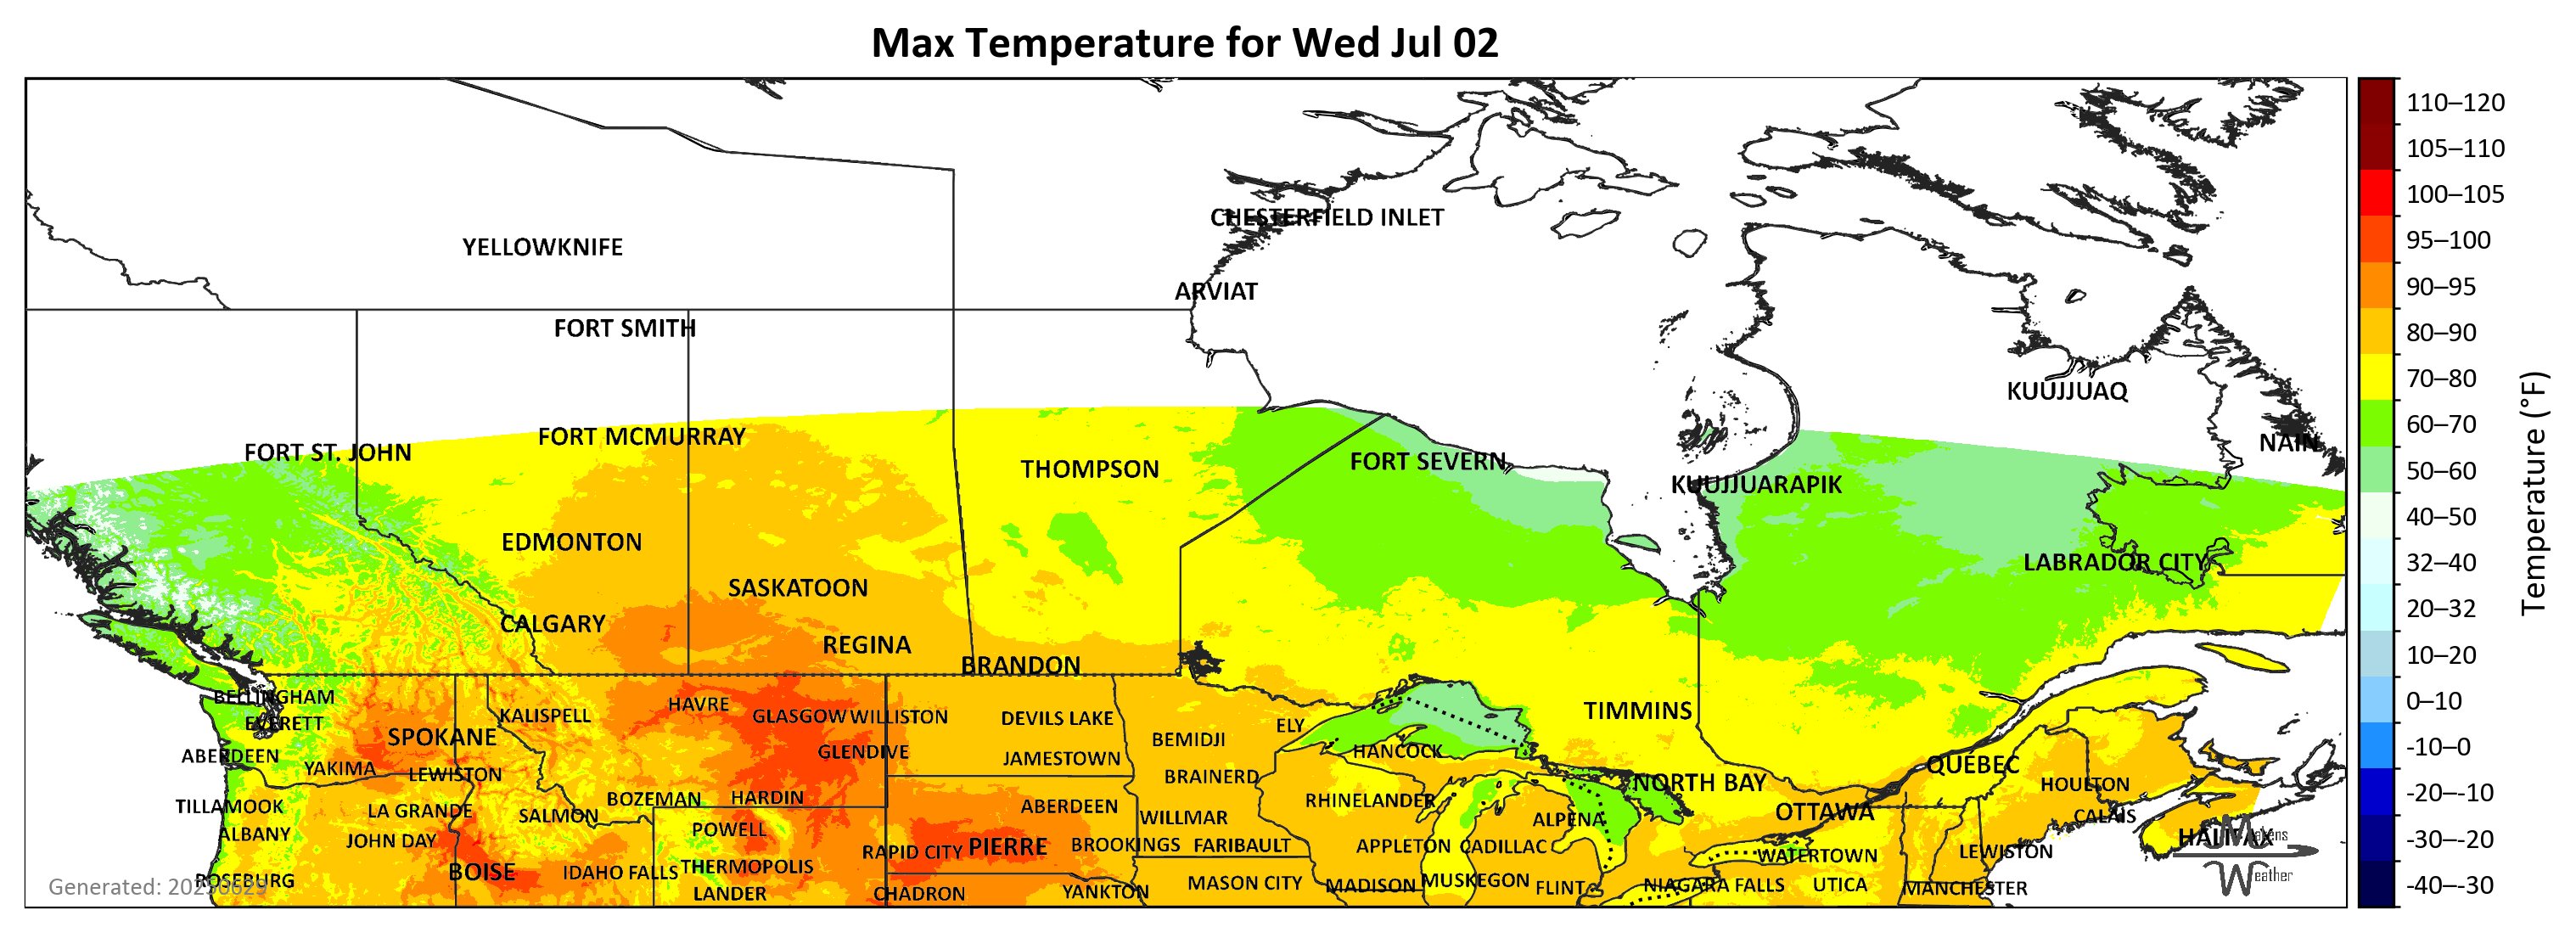 Max Temperature for Wed Jul 02
110–120
105–110
CHESTERFIELD INLET
100–105
YELLOWKNIFE
95–100
ARVIAT
90–95
FORT SMITH
80–90
KUUJJUAQ
70–80
FORT ST. JOHN
FORT MCMURRAY
NAIN
60–70
THOMPSON
FORT SEVERN
KUUJJUARAPIK
50–60
40–50
EDMONTON
LABRADOR CITY
32–40
SASKATOON
20–32
CALGARY
REGINA
BRANDON
10–20
Temperature (°F)
BELLINGHAM
HAVRE
0–10
EVERETT
KALISPELL
GLASGOW
WILLISTON
DEVILS LAKE
ELY
TIMMINS
SPOKANE
BEMIDJI
-10–0
ABERDEEN
GLENDIVE
JAMESTOWN
HANCOCK
QUÉBEC
YAKIMA
LEWISTON
BRAINERD
NORTH BAY
HOULTON
-20–-10
TILLAMOOK
LA GRANDE
SALMON
BOZEMAN
HARDIN
ABERDEEN
WILLMAR
RHINELANDER
ALPENA
OTTAWA
CALAIS
ALBANY
JOHN DAY
POWELL
RAPID CITY
PIERRE
BROOKINGS
FARIBAULT
APPLETON
CADILLAC
WATERTOWN
LEWISTON
HALIFAX
Makens
Weather
-30–-20
ROSEBURG
BOISE
IDAHO FALLS
THERMOPOLIS
LANDER
CHADRON
YANKTON
MASON CITY
MADISON
MUSKEGON
FLINT
NIAGARA FALLS
UTICA
MANCHESTER
-40–-30
Generated: 20250629